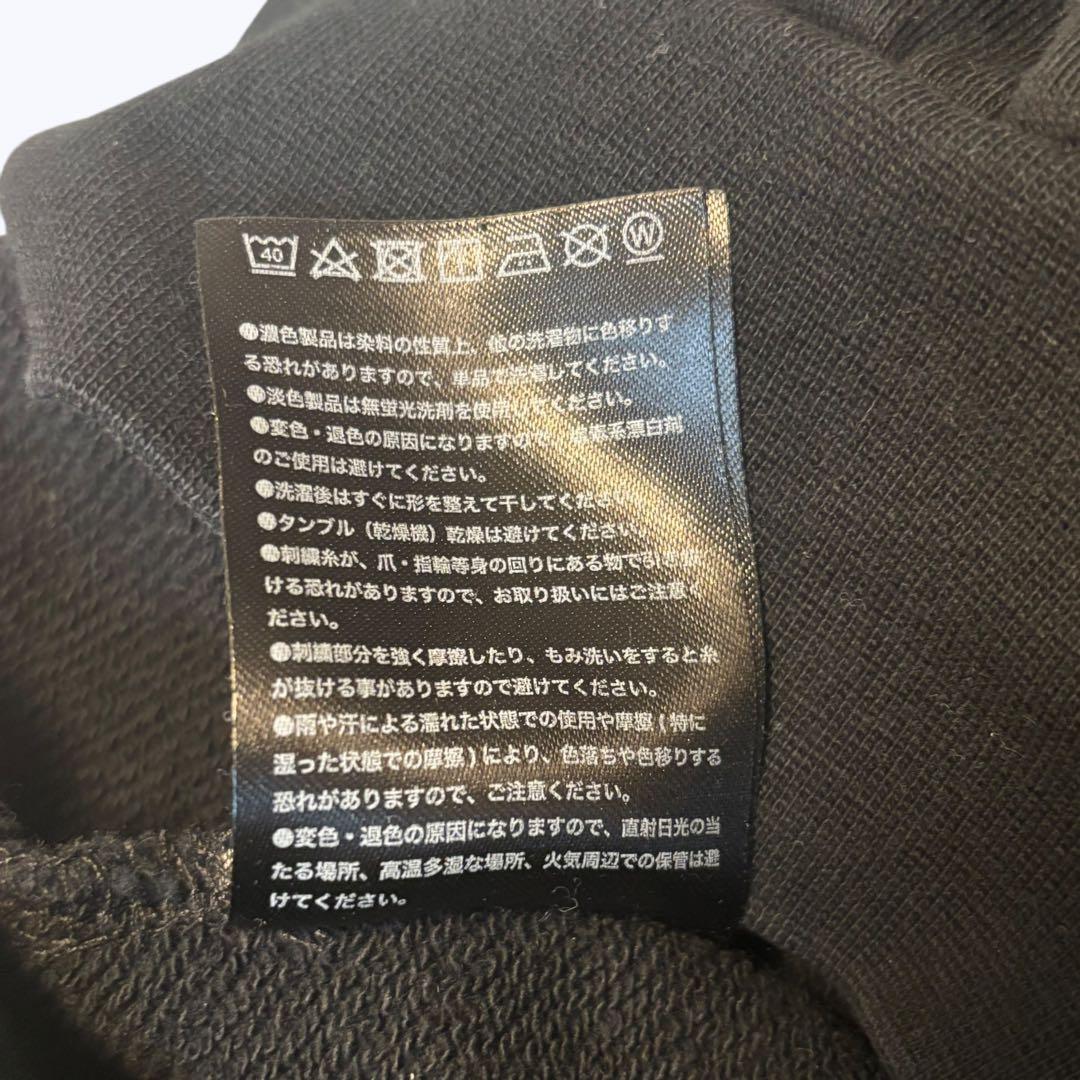 40 W
●濃色製品は染料の性質上、他の洗濯物に色移りす
る恐れがありますので、単品で洗濯してください。
●淡色製品は無蛍光洗剤を使用してください。
●変色・退色の原因になりますので、素系漂白剤
のご使用は避けてください。
●洗濯後はすぐに形を整えて干してくださ
●タンブル（乾燥機）乾燥は避けてくださ
●刺繍糸が、爪・指輪等身の回りにある物で引
ける恐れがありますので、お取り扱いにはご注意く
ださい。
●刺繍部分を強く摩擦したり、もみ洗いをすると糸
が抜ける事がありますので避けてください。
●雨や汗による濡れた状態での使用や摩擦(特に
湿った状態での摩擦)により、色落ちや色移りする
恐れがありますので、ご注意ください。
●変色・退色の原因になりますので、直射日光の当
たる場所、高温多湿な場所、火気周辺での保管は避
けてください。